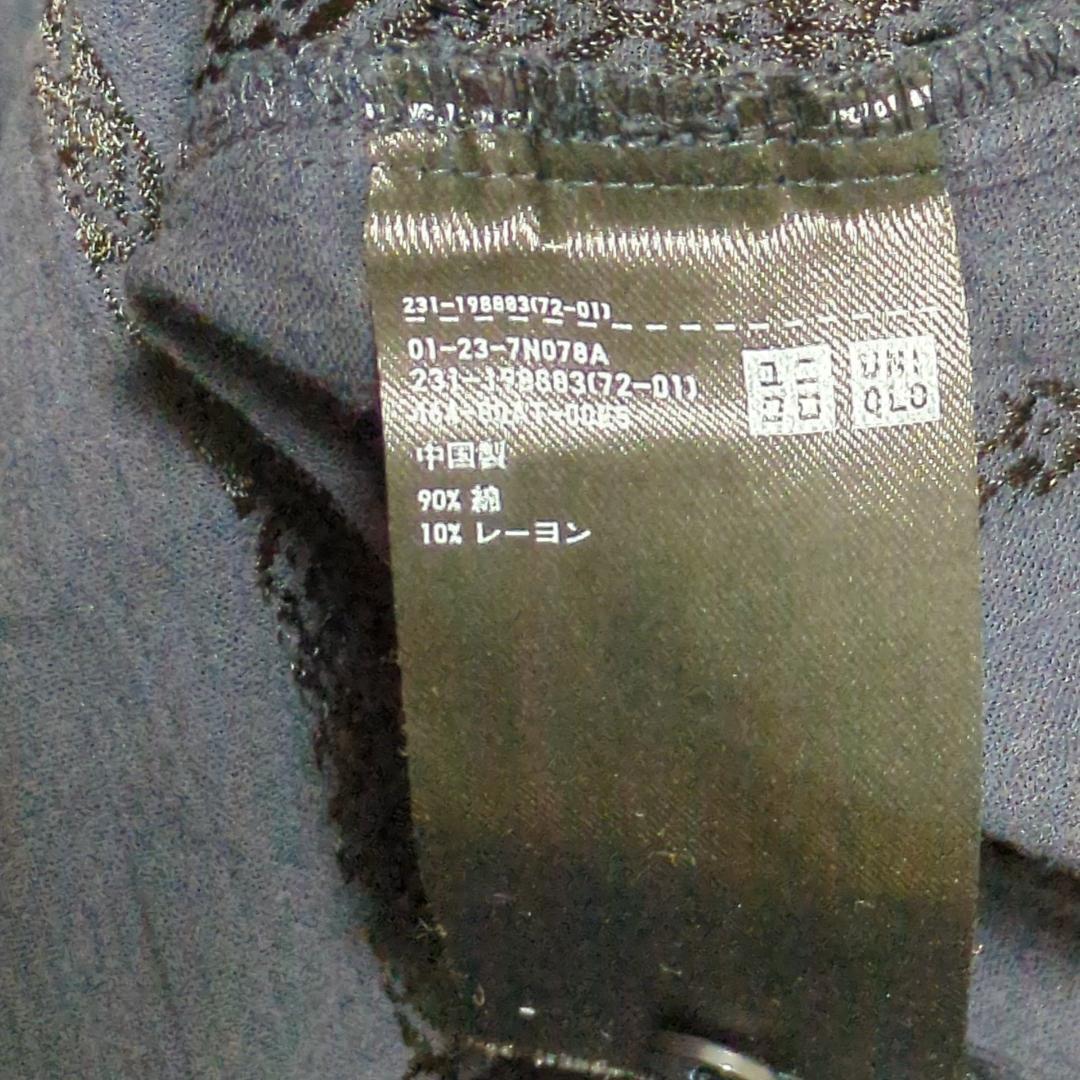 231-198883(72-01)
01-23-7N078A
231-198883(72-01)
ユニ
クロ
UNI
QLO
中国製
90% 綿
10% レーヨン